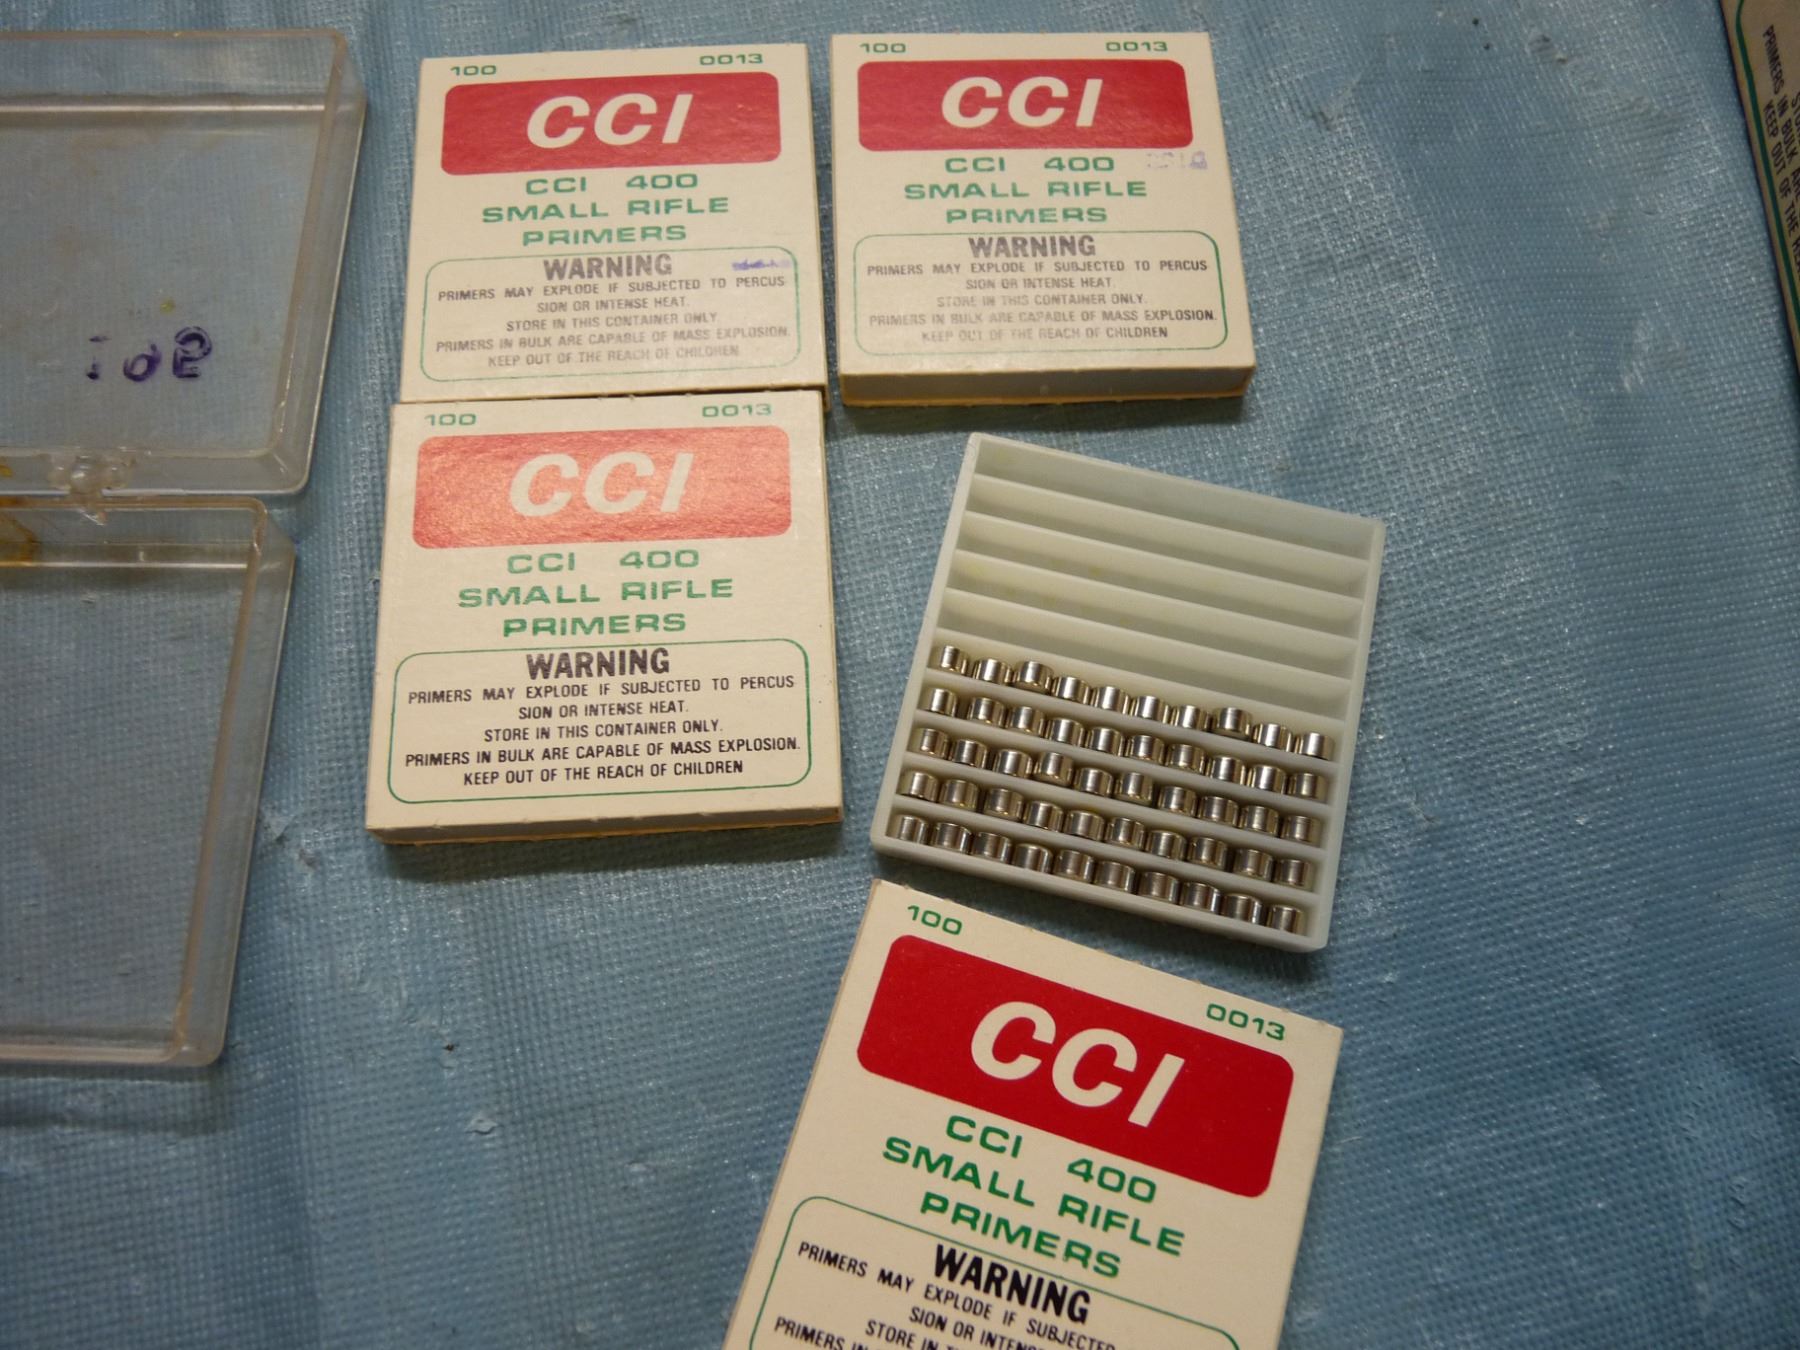 TOP
100 0013
CCI
CCI 400
SMALL RIFLE
PRIMERS
WARNING
PRIMERS MAY EXPLODE IF SUBJECTED TO PERCUS
SION OR INTENSE HEAT.
STORE IN THIS CONTAINER ONLY.
PRIMERS IN BULK ARE CAPABLE OF MASS EXPLOSION.
KEEP OUT OF THE REACH OF CHILDREN
100 0013
CCI
CCI 400
SMALL RIFLE
PRIMERS
WARNING
PRIMERS MAY EXPLODE IF SUBJECTED TO PERCUS
SION OR INTENSE HEAT.
STORE IN THIS CONTAINER ONLY.
PRIMERS IN BULK ARE CAPABLE OF MASS EXPLOSION.
KEEP OUT OF THE REACH OF CHILDREN
100 0013
CCI
CCI 400
SMALL RIFLE
PRIMERS
WARNING
PRIMERS MAY EXPLODE IF SUBJECTED TO PERCUS
SION OR INTENSE HEAT.
STORE IN THIS CONTAINER ONLY.
PRIMERS IN BULK ARE CAPABLE OF MASS EXPLOSION.
KEEP OUT OF THE REACH OF CHILDREN
100 0013
CCI
CCI 400
SMALL RIFLE
PRIMERS
WARNING
PRIMERS MAY EXPLODE IF SUBJECTED
SION OR INTENSE
STORE IN
PRIMERS IN
PRIMERS
PRIMERS IN BULK ARE
KEEP OUT OF THE